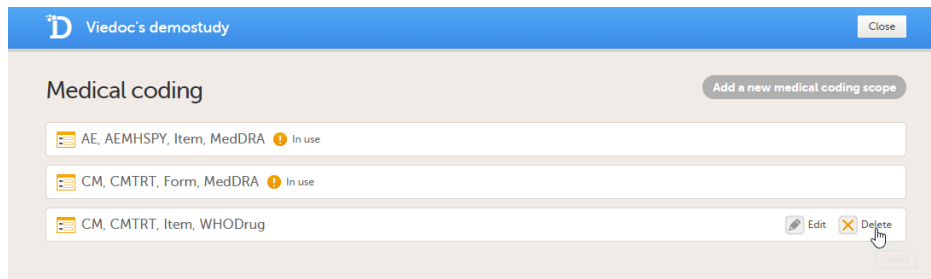 Viedoc's demostudy
Close
Medical coding
Add a new medical coding scope
AE, AEMHSPY, Item, MedDRA ! In use
CM, CMTRT, Form, MedDRA ! In use
CM, CMTRT, Item, WHODrug
Edit
Delete
Delete